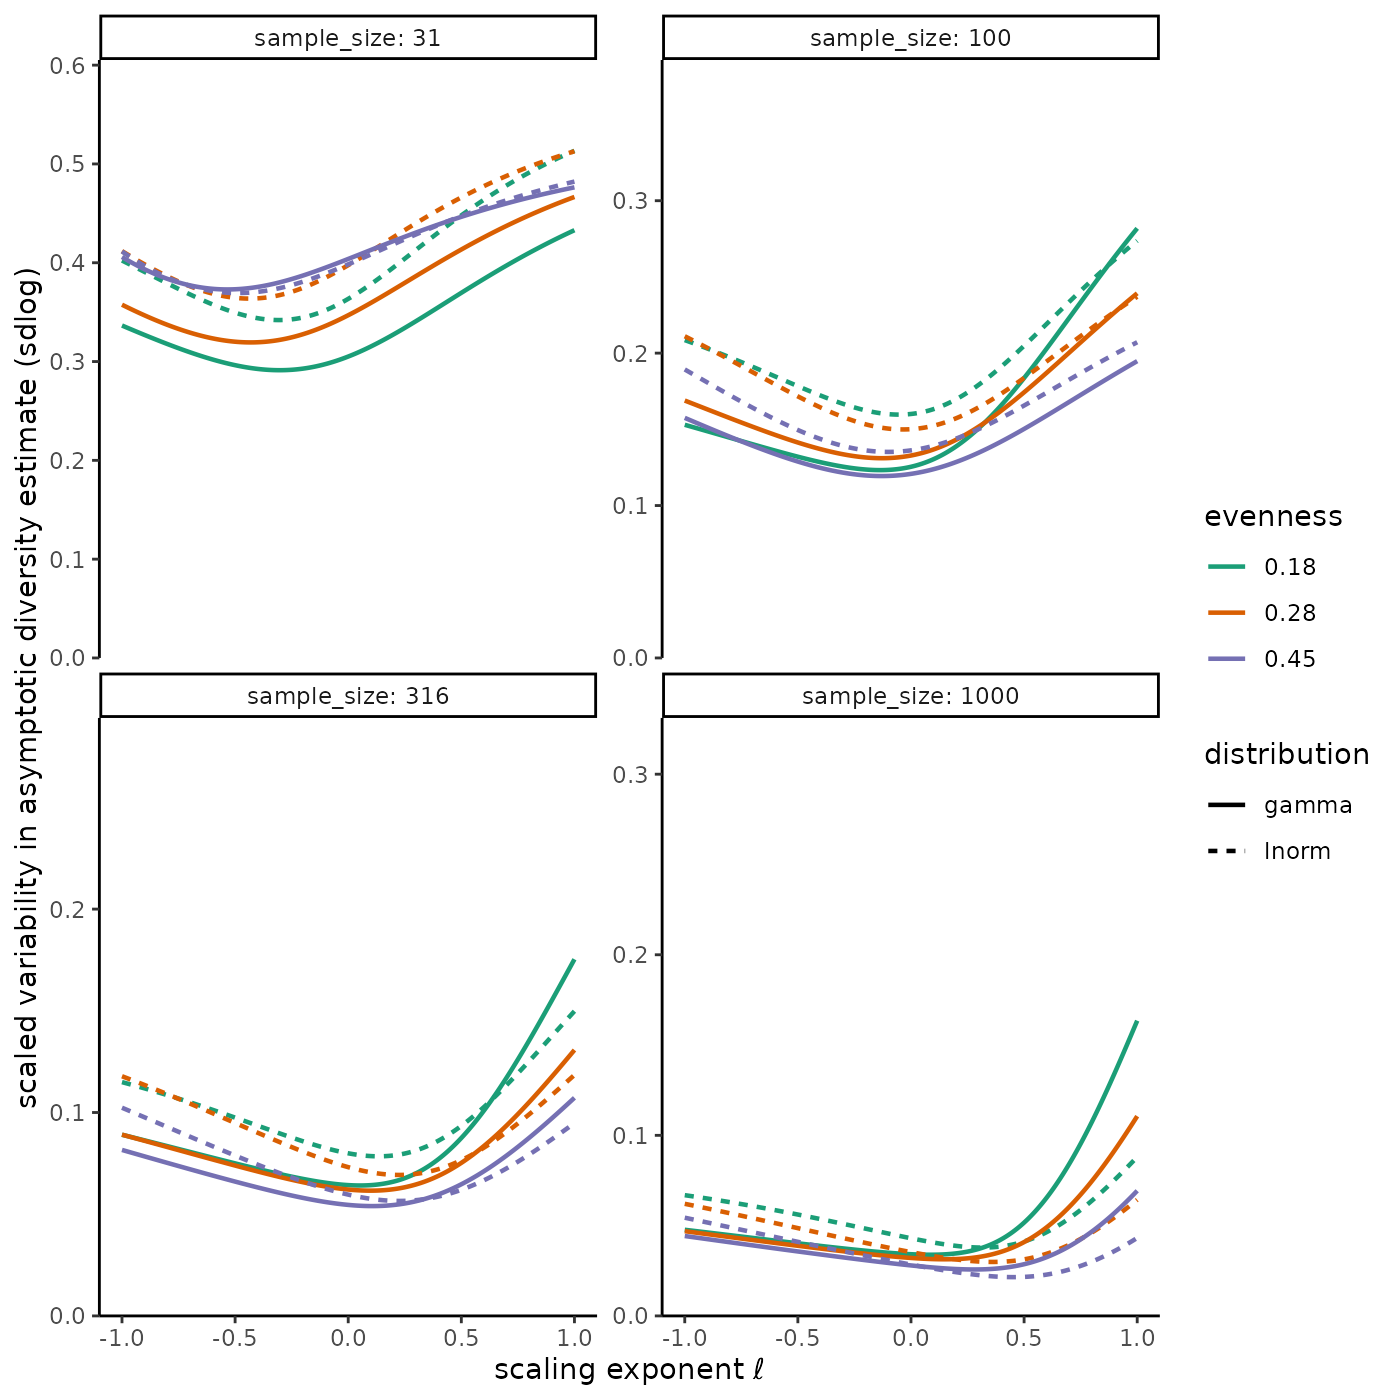 sample_size: 31
sample_size: 100
0.6
0.5
0.4
0.3
0.2
0.1
0.0
0.3
0.2
0.1
0.0
sample_size: 316
sample_size: 1000
0.2
0.1
0.0
0.3
0.2
0.1
0.0
-1.0 -0.5 0.0 0.5 1.0
-1.0 -0.5 0.0 0.5 1.0
scaling exponent ℓ
scaled variability in asymptotic diversity estimate (sdlog)
evenness
0.18
0.28
0.45
distribution
gamma
lnorm